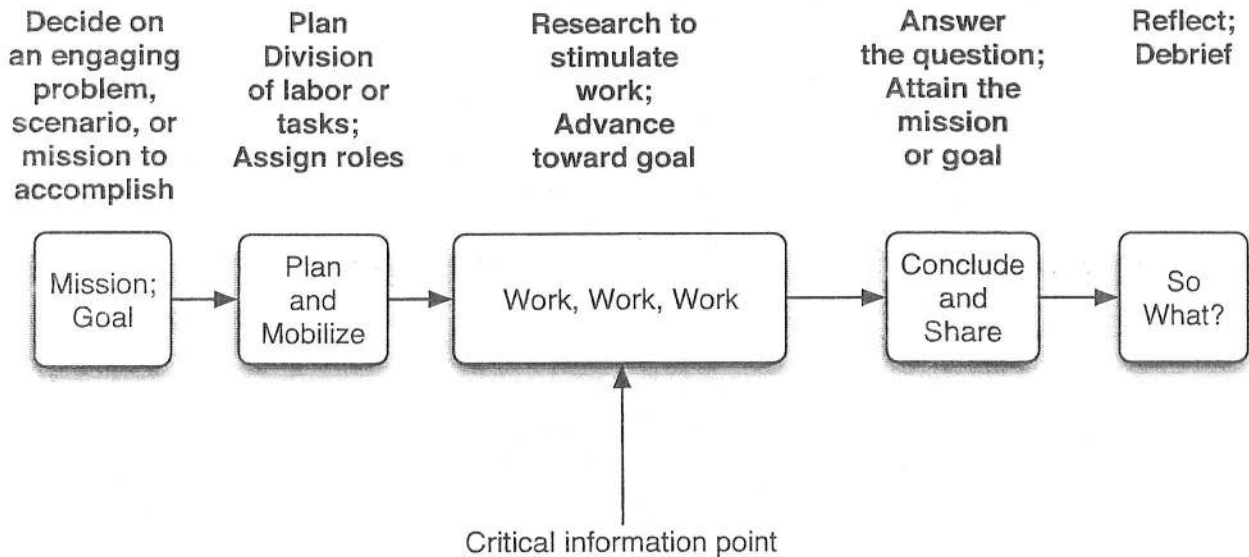 Decide on
an engaging
problem,
scenario, or
mission to
accomplish
Plan
Division
of labor or
tasks;
Assign roles
Research to
stimulate
work;
Advance
toward goal
Answer
the question;
Attain the
mission
or goal
Reflect;
Debrief
Mission;
Goal
Plan
and
Mobilize
Work, Work, Work
Conclude
and
Share
So
What?
Critical information point